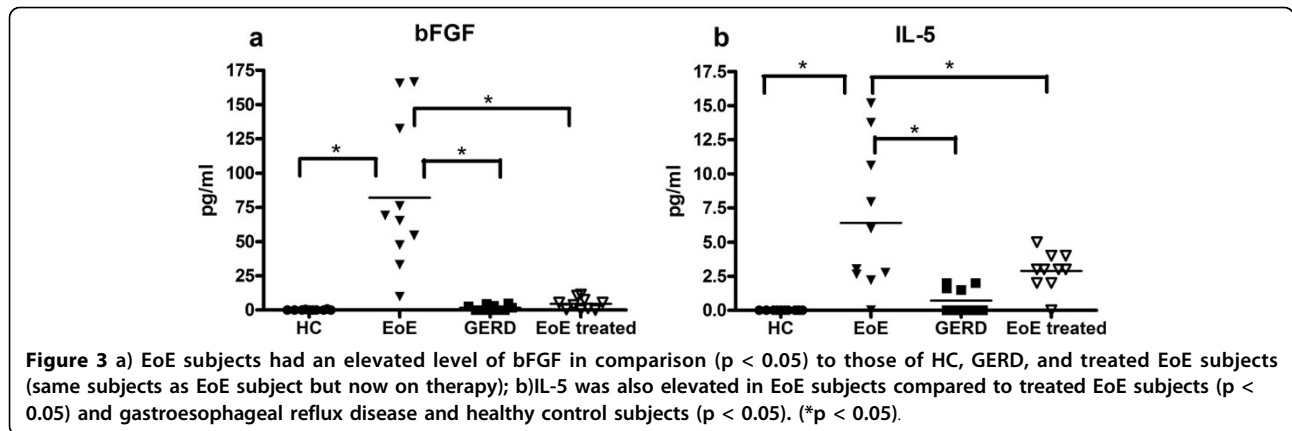 a bFGF
175
150
125
100
75
50
25
0
pg/ml
*
*
*
HC EoE GERD EoE treated
b IL-5
17.5
15.0
12.5
10.0
7.5
5.0
2.5
0.0
pg/ml
*
*
*
HC EoE GERD EoE treated
Figure 3 a) EoE subjects had an elevated level of bFGF in comparison (p < 0.05) to those of HC, GERD, and treated EoE subjects
(same subjects as EoE subject but now on therapy); b)IL-5 was also elevated in EoE subjects compared to treated EoE subjects (p <
0.05) and gastroesophageal reflux disease and healthy control subjects (p < 0.05). (*p < 0.05).